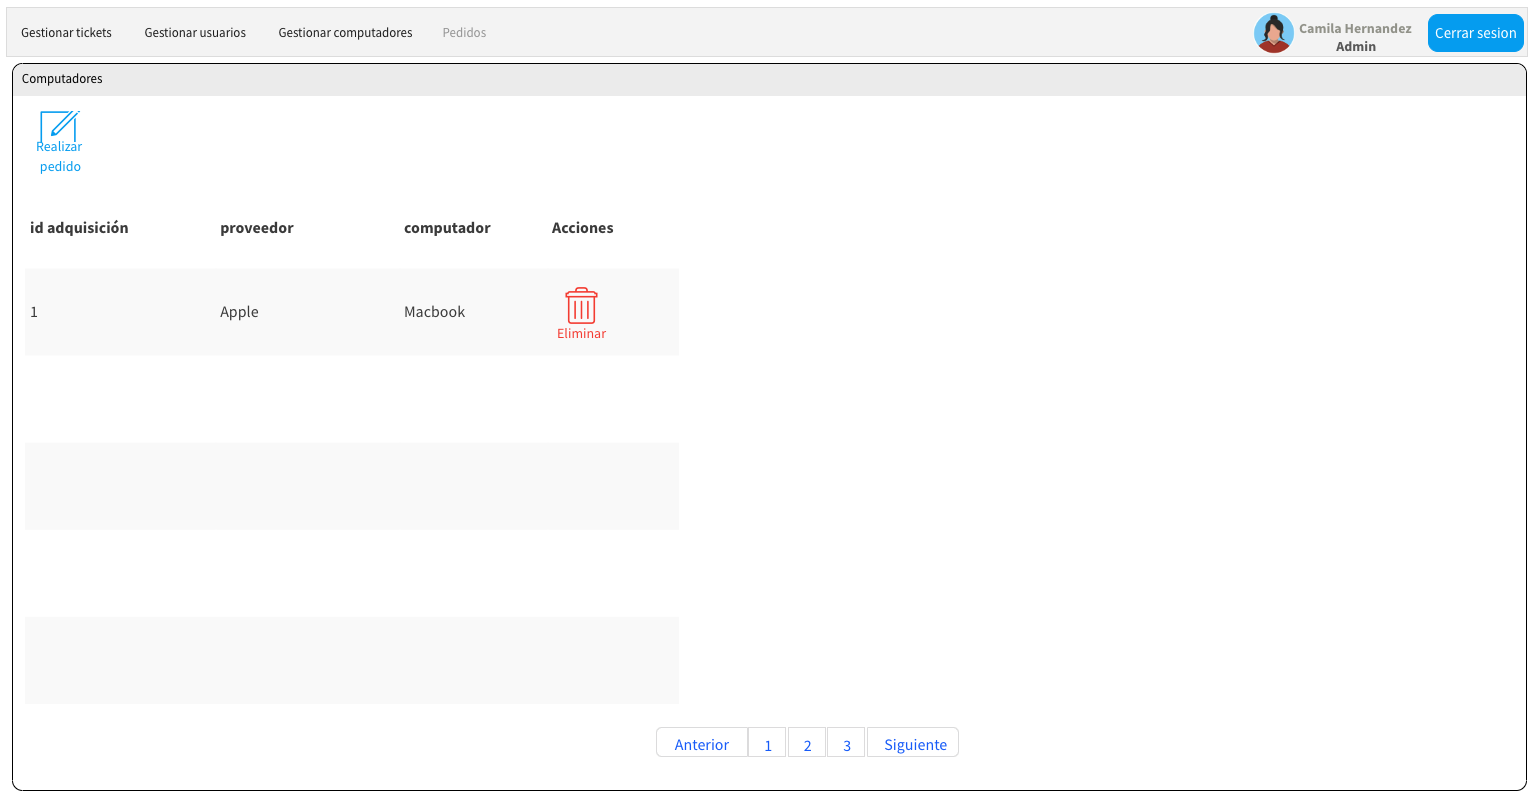 Gestionar tickets Gestionar usuarios Gestionar computadores Pedidos
Camila Hernandez
Admin
Cerrar sesion
Computadores
Realizar
pedido
id adquisición proveedor computador Acciones
1 Apple Macbook
Eliminar
Anterior 1 2 3 Siguiente